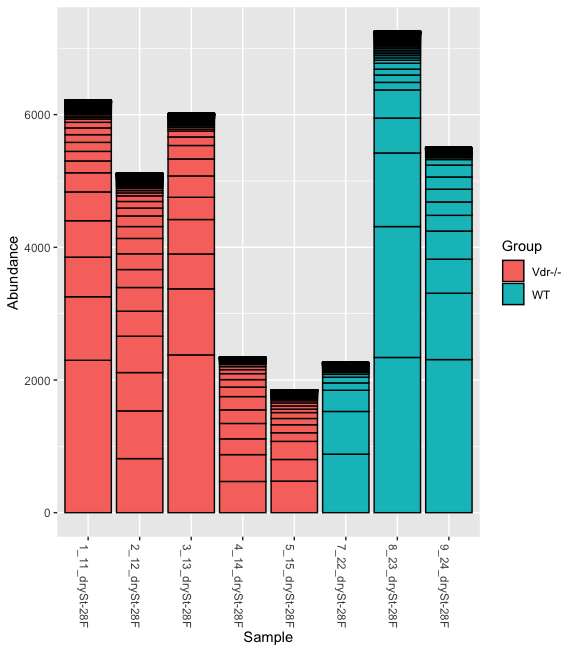 6000
4000
2000
0
Abundance
1_11_drySt-28F
2_12_drySt-28F
3_13_drySt-28F
4_14_drySt-28F
5_15_drySt-28F
7_22_drySt-28F
8_23_drySt-28F
9_24_drySt-28F
Sample
Group
Vdr-/-
WT